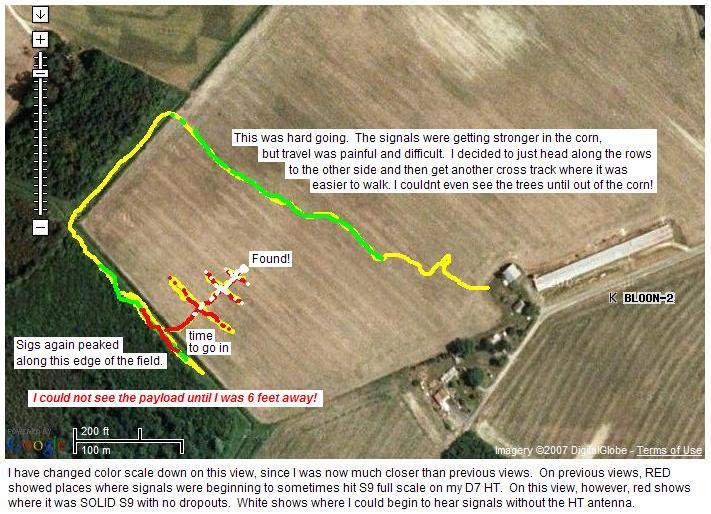 This was hard going.  The signals were getting stronger in the corn,
but travel was painful and difficult.  I decided to just head along the rows
to the other side and then get another cross track where it was
easier to walk. I couldnt even see the trees until out of the corn!
Found!
K BLOON-2
time
to go in
Sigs again peaked
along this edge of the field.
I could not see the payload until I was 6 feet away!
POWERED BY
Google
200 ft
100 m
Imagery ©2007 DigitalGlobe - Terms of Use
I have changed color scale down on this view, since I was now much closer than previous views.  On previous views, RED
showed places where signals were beginning to sometimes hit S9 full scale on my D7 HT.  On this view, however, red shows
where it was SOLID S9 with no dropouts.  White shows where I could begin to hear signals without the HT antenna.